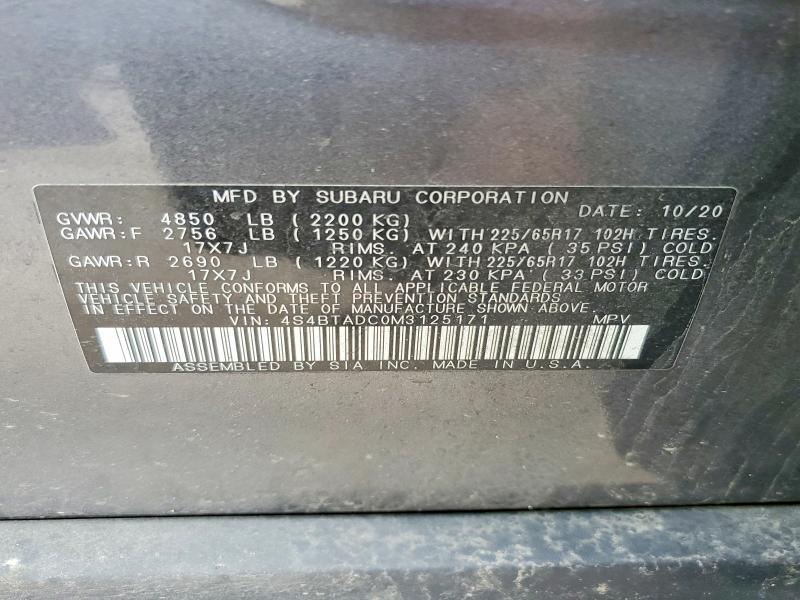 MFD BY SUBARU CORPORATION
GVWR: 4850 LB ( 2200 KG) DATE: 10/20
GAWR:F 2756 LB ( 1250 KG) WITH 225/65R17 102H TIRES.
17X7J RIMS. AT 240 KPA ( 35 PSI) COLD
GAWR:R 2690 LB ( 1220 KG) WITH 225/65R17 102H TIRES.
17X7J RIMS. AT 230 KPA ( 33 PSI) COLD
THIS VEHICLE CONFORMS TO ALL APPLICABLE FEDERAL MOTOR
VEHICLE SAFETY AND THEFT PREVENTION STANDARDS
IN EFFECT ON THE DATE OF MANUFACTURE SHOWN ABOVE.
VIN: 4S4BTADC0M3125171 MPV
ASSEMBLED BY SIA INC. MADE IN U.S.A.